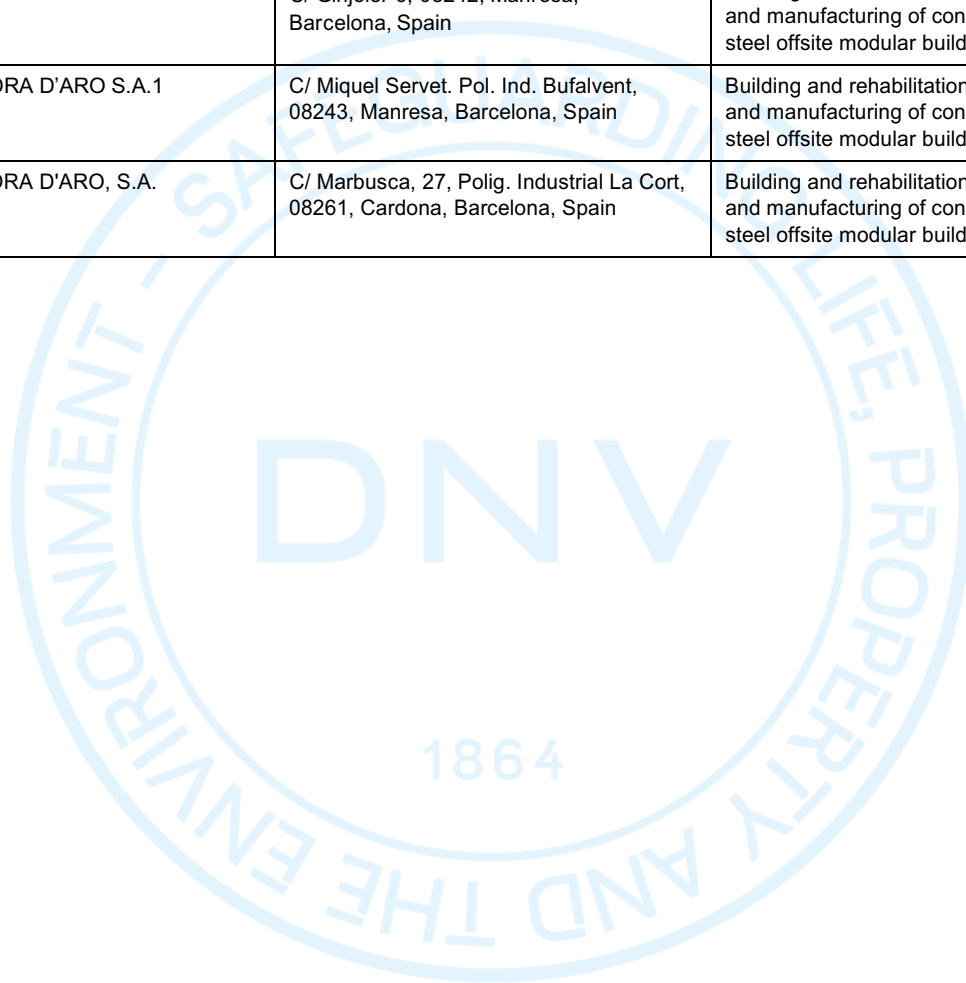 Barcelona, Spain
and manufacturing of con
steel offsite modular build
ORA D’ARO S.A.1
C/ Miquel Servet. Pol. Ind. Bufalvent,
08243, Manresa, Barcelona, Spain
Building and rehabilitation
and manufacturing of con
steel offsite modular build
ORA D'ARO, S.A.
C/ Marbusca, 27, Polig. Industrial La Cort,
08261, Cardona, Barcelona, Spain
Building and rehabilitation
and manufacturing of con
steel offsite modular build
SAFEGUARDING LIFE, PROPERTY AND THE ENVIRONMENT -
DNV
1864